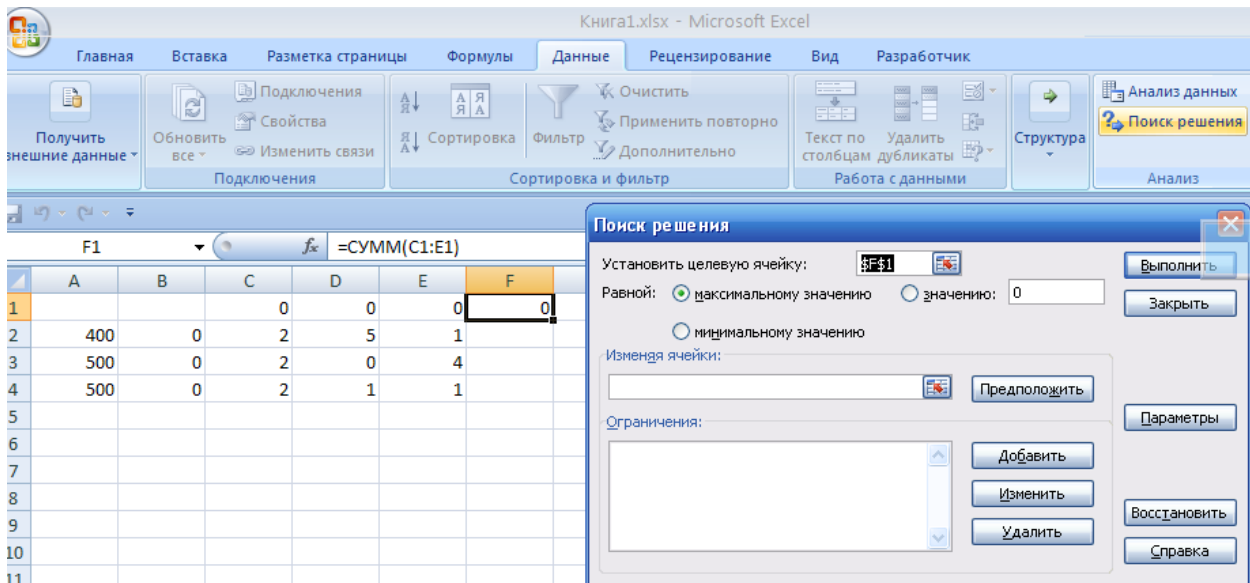 Книга1.xlsx - Microsoft Excel
Главная Вставка Разметка страницы Формулы Данные Рецензирование Вид Разработчик
Получить
внешние данные
Обновить
все
Подключения
Свойства
Изменить связи
Подключения
Сортировка
Фильтр
Очистить
Применить повторно
Дополнительно
Сортировка и фильтр
Текст по
столбцам
Удалить
дубликаты
Работа с данными
Структура
Анализ данных
Поиск решения
Анализ
F1 fx =СУММ(C1:E1)
A B C D E F
1 0 0 0 0
2 400 0 2 5 1
3 500 0 2 0 4
4 500 0 2 1 1
5
6
7
8
9
10
11
Поиск решения
Установить целевую ячейку: $F$1
Равной: максимальному значению значению: 0
минимальному значению
Изменяя ячейки:
Предположить
Ограничения:
Добавить
Изменить
Удалить
Выполнить
Закрыть
Параметры
Восстановить
Справка